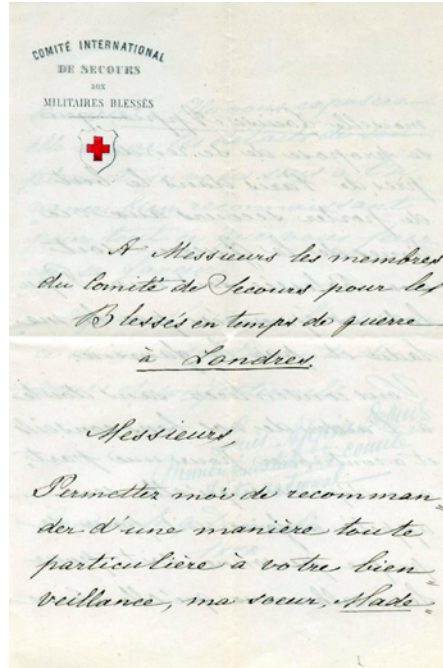 COMITÉ INTERNATIONAL
DE SECOURS
AUX
MILITAIRES BLESSÉS
A Messieurs les membres
du Comité de Secours pour les
Blessés en temps de guerre
à Londres.
Messieurs,
Permettez moi de recomman=
der d'une manière toute
particulière à votre bien=
veillance, ma soeur, Made=